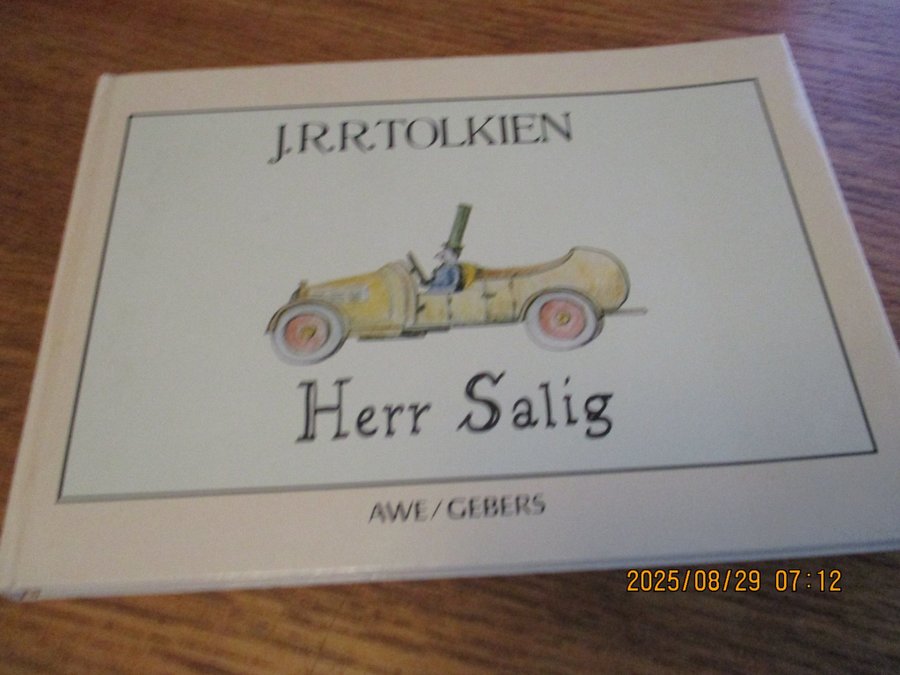 J.R.R.TOLKIEN
Herr Salig
AWE/GEBERS
2025/08/29 07:12